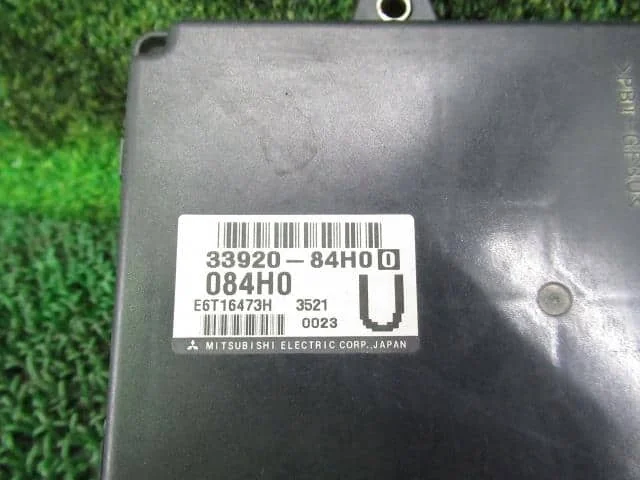 33920-84H0 0
084H0
U
E6T16473H 3521
0023
MITSUBISHI ELECTRIC CORP., JAPAN